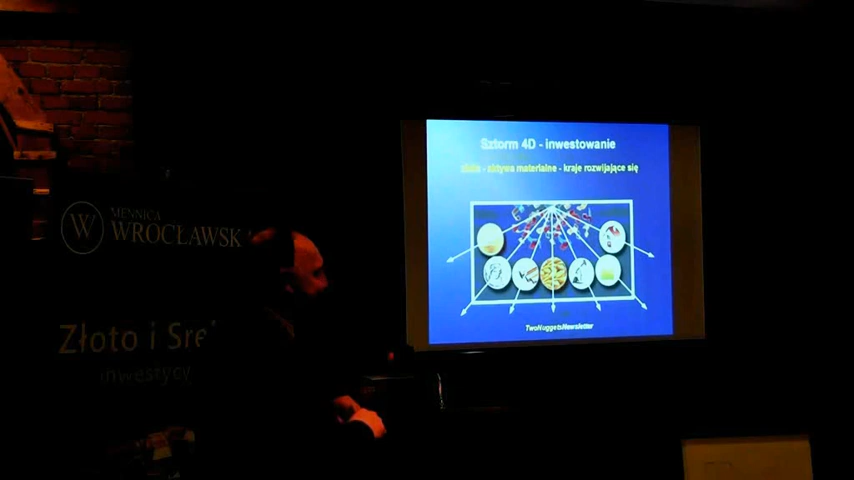 MENNICA
WROCŁAWSK
Złoto i Sre
inwestycy
Sztorm 4D - inwestowanie
aktywa materialne - kraje rozwijające się
TwoNuggetsNewsletter